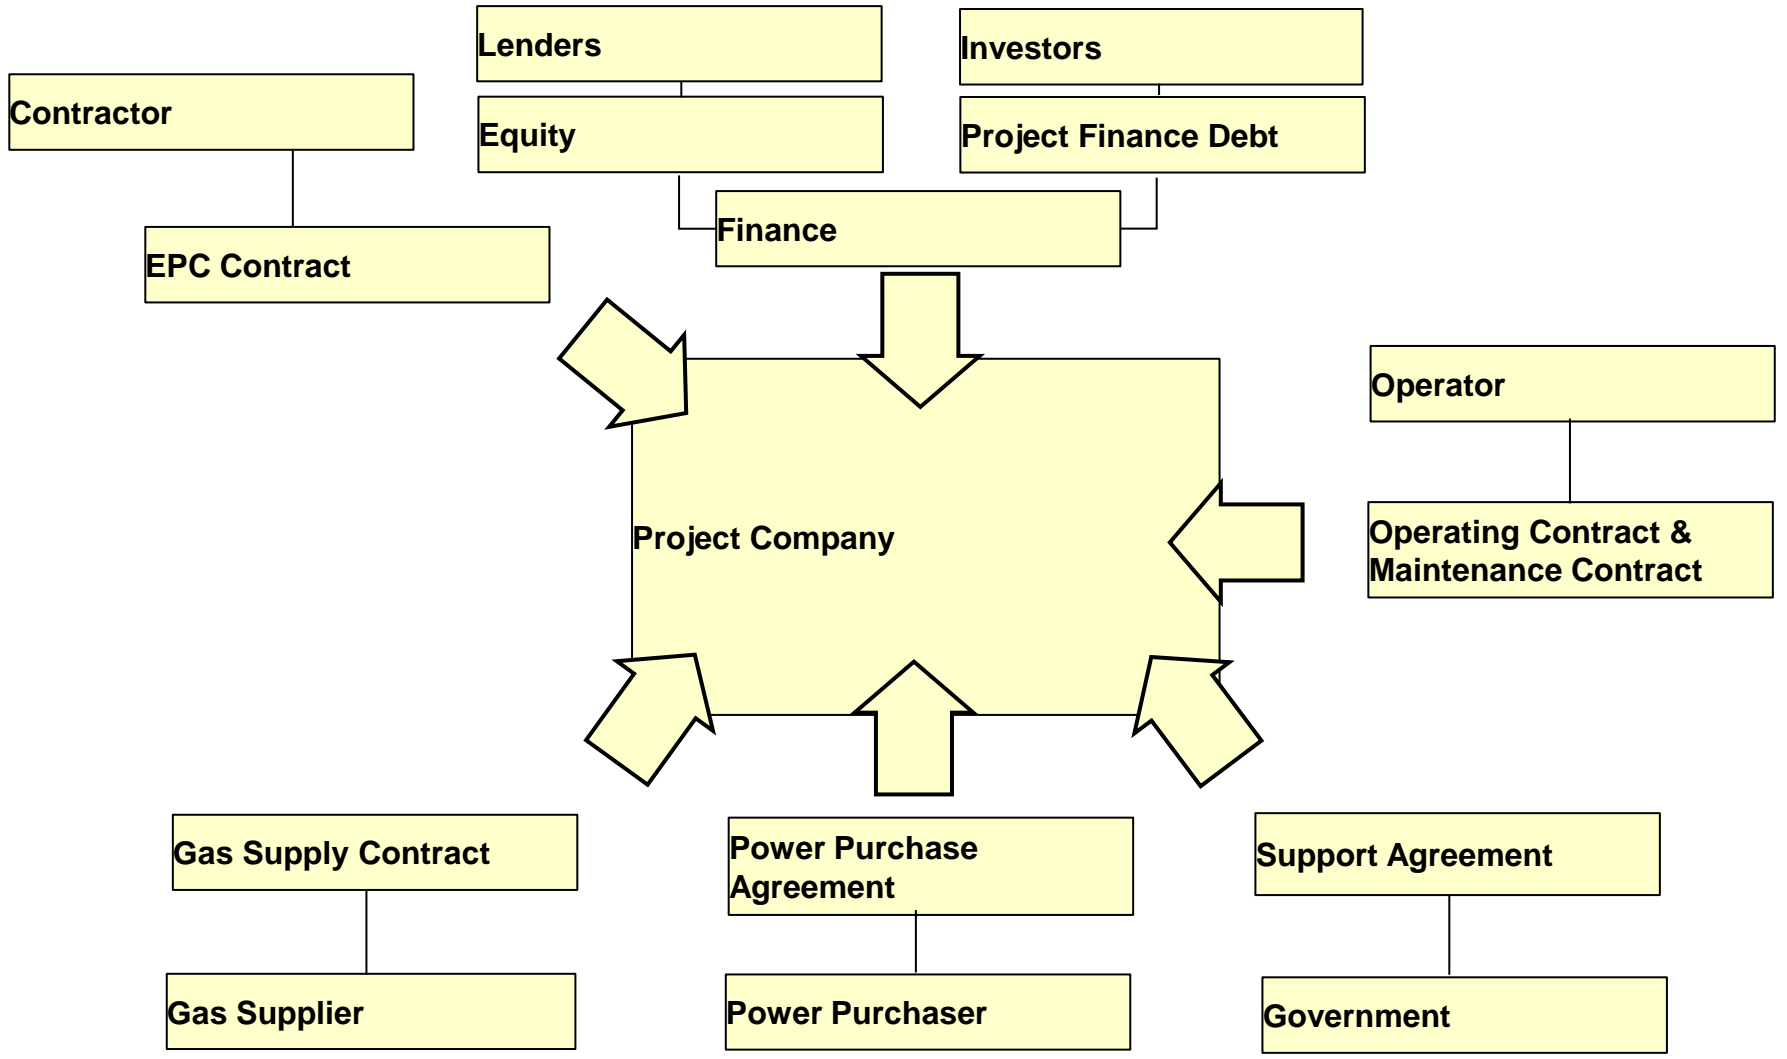 Lenders
Investors
Contractor
Equity
Project Finance Debt
Finance
EPC Contract
Operator
Project Company
Operating Contract &
Maintenance Contract
Gas Supply Contract
Power Purchase
Agreement
Support Agreement
Gas Supplier
Power Purchaser
Government